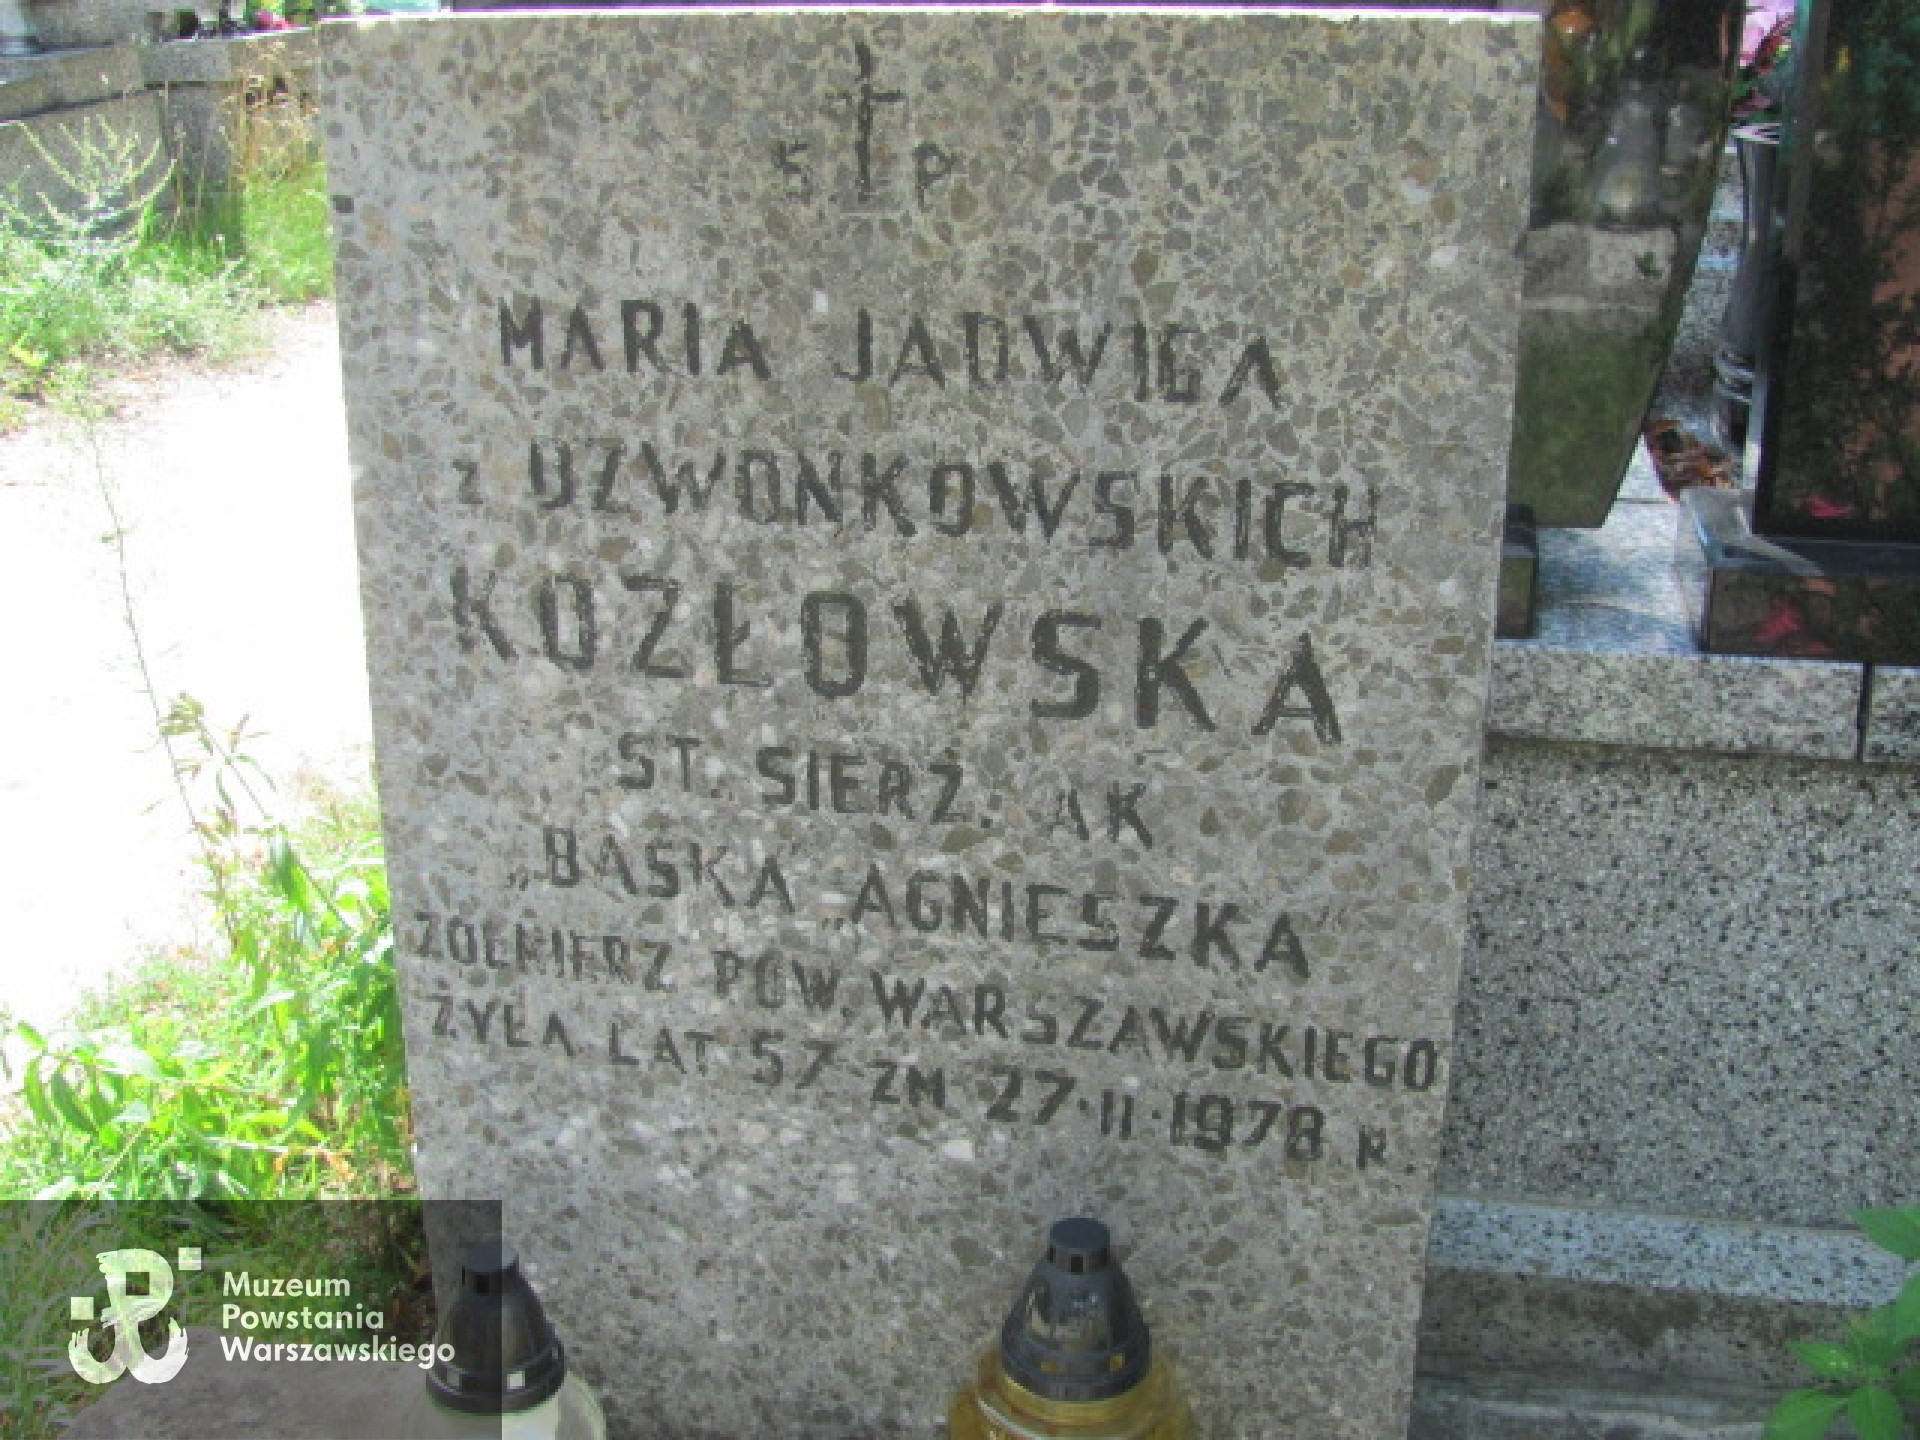 S P
MARIA JADWIGA
z DZWONKOWSKICH
KOZŁOWSKA
ST. SIERŻ. AK
„BAŚKA „AGNIESZKA"
ŻOŁNIERZ POW. WARSZAWSKIEGO
ŻYŁA LAT 57 ZM 27·II·1978 R.
Muzeum
Powstania
Warszawskiego